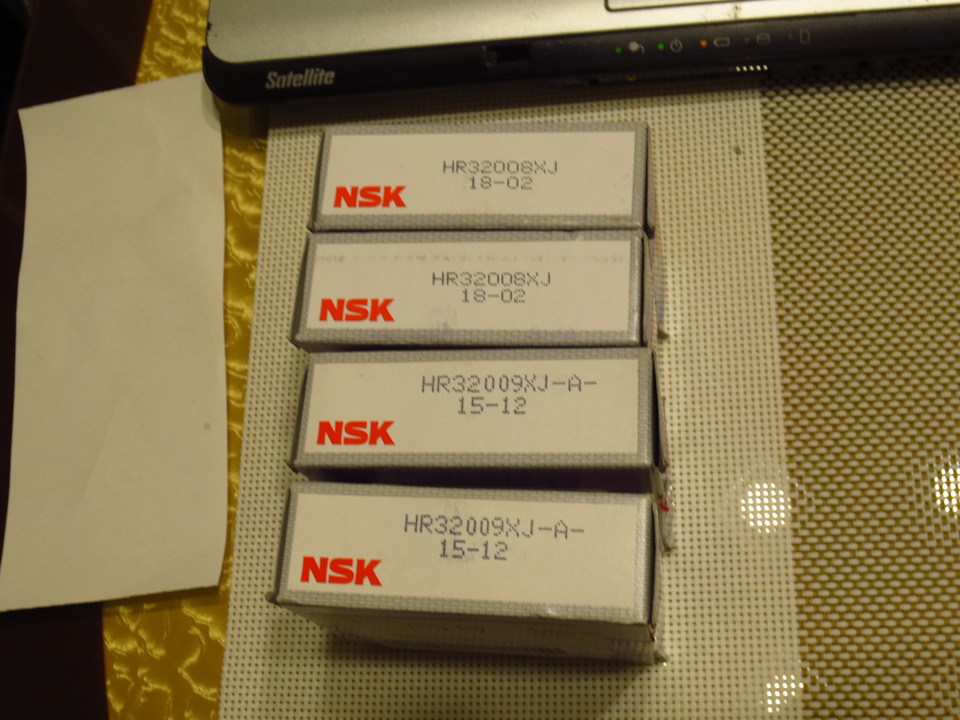 Satellite
HR32008XJ
18-02
NSK
HR32008XJ
18-02
NSK
HR32009XJ-A-
15-12
NSK
HR32009XJ-A-
15-12
NSK